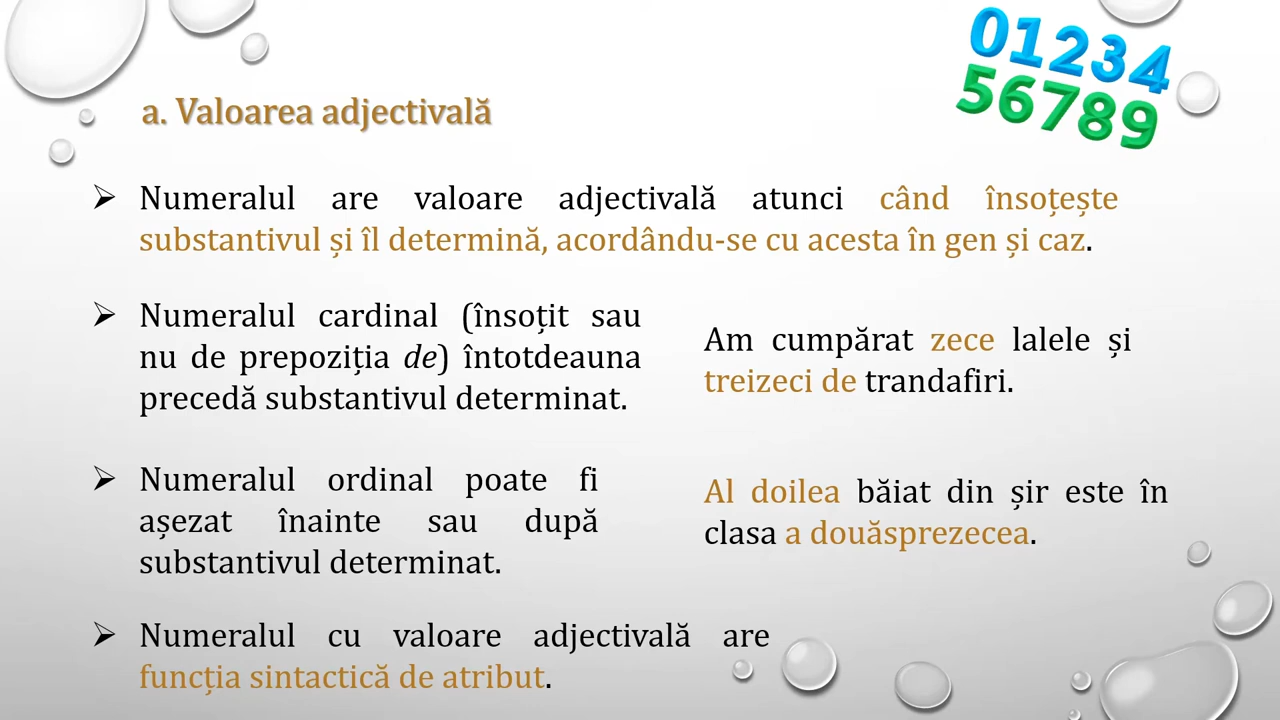 01234
56789
a. Valoarea adjectivală
➢ Numeralul are valoare adjectivală atunci când însoțește
substantivul și îl determină, acordându-se cu acesta în gen și caz.
➢ Numeralul cardinal (însoțit sau
nu de prepoziția de) întotdeauna
precedă substantivul determinat.
Am cumpărat zece lalele și
treizeci de trandafiri.
➢ Numeralul ordinal poate fi
așezat înainte sau după
substantivul determinat.
Al doilea băiat din șir este în
clasa a douăsprezecea.
➢ Numeralul cu valoare adjectivală are
funcția sintactică de atribut.